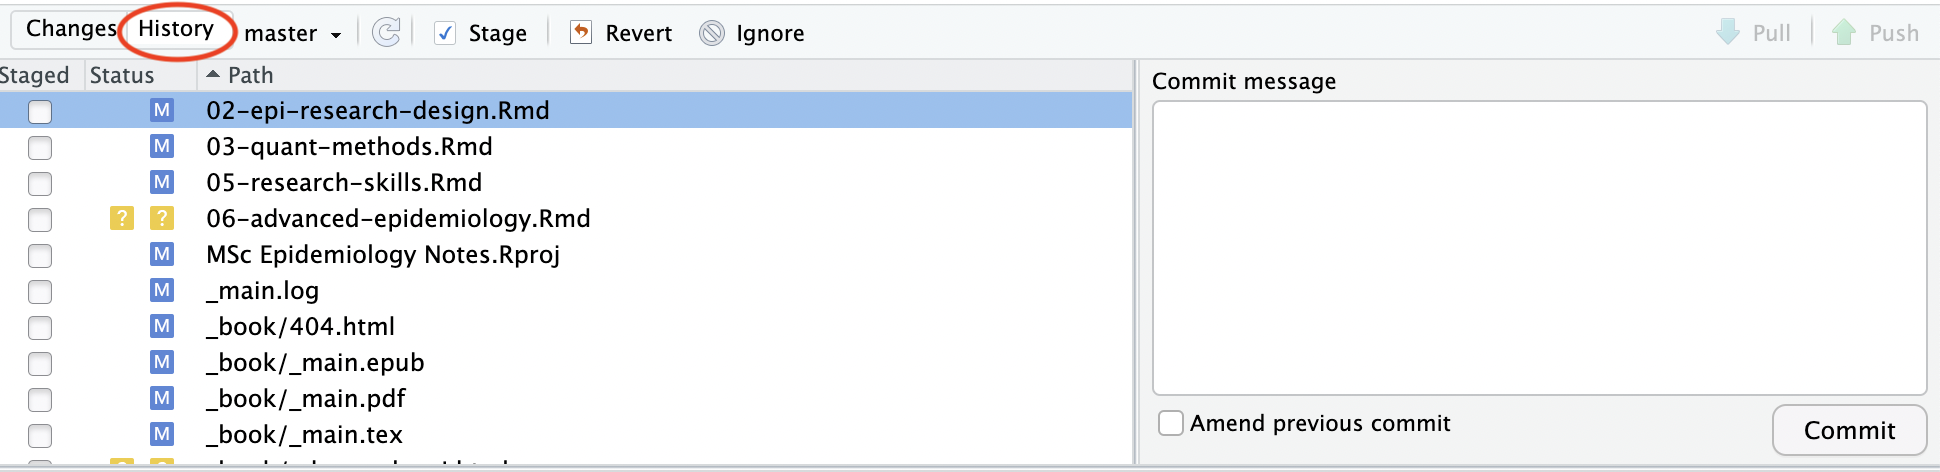 Changes History master Stage Revert Ignore Pull Push
Staged Status Path
Commit message
M 02-epi-research-design.Rmd
M 03-quant-methods.Rmd
M 05-research-skills.Rmd
? ? 06-advanced-epidemiology.Rmd
M MSc Epidemiology Notes.Rproj
M _main.log
M _book/404.html
M _book/_main.epub
M _book/_main.pdf
M _book/_main.tex
Amend previous commit
Commit